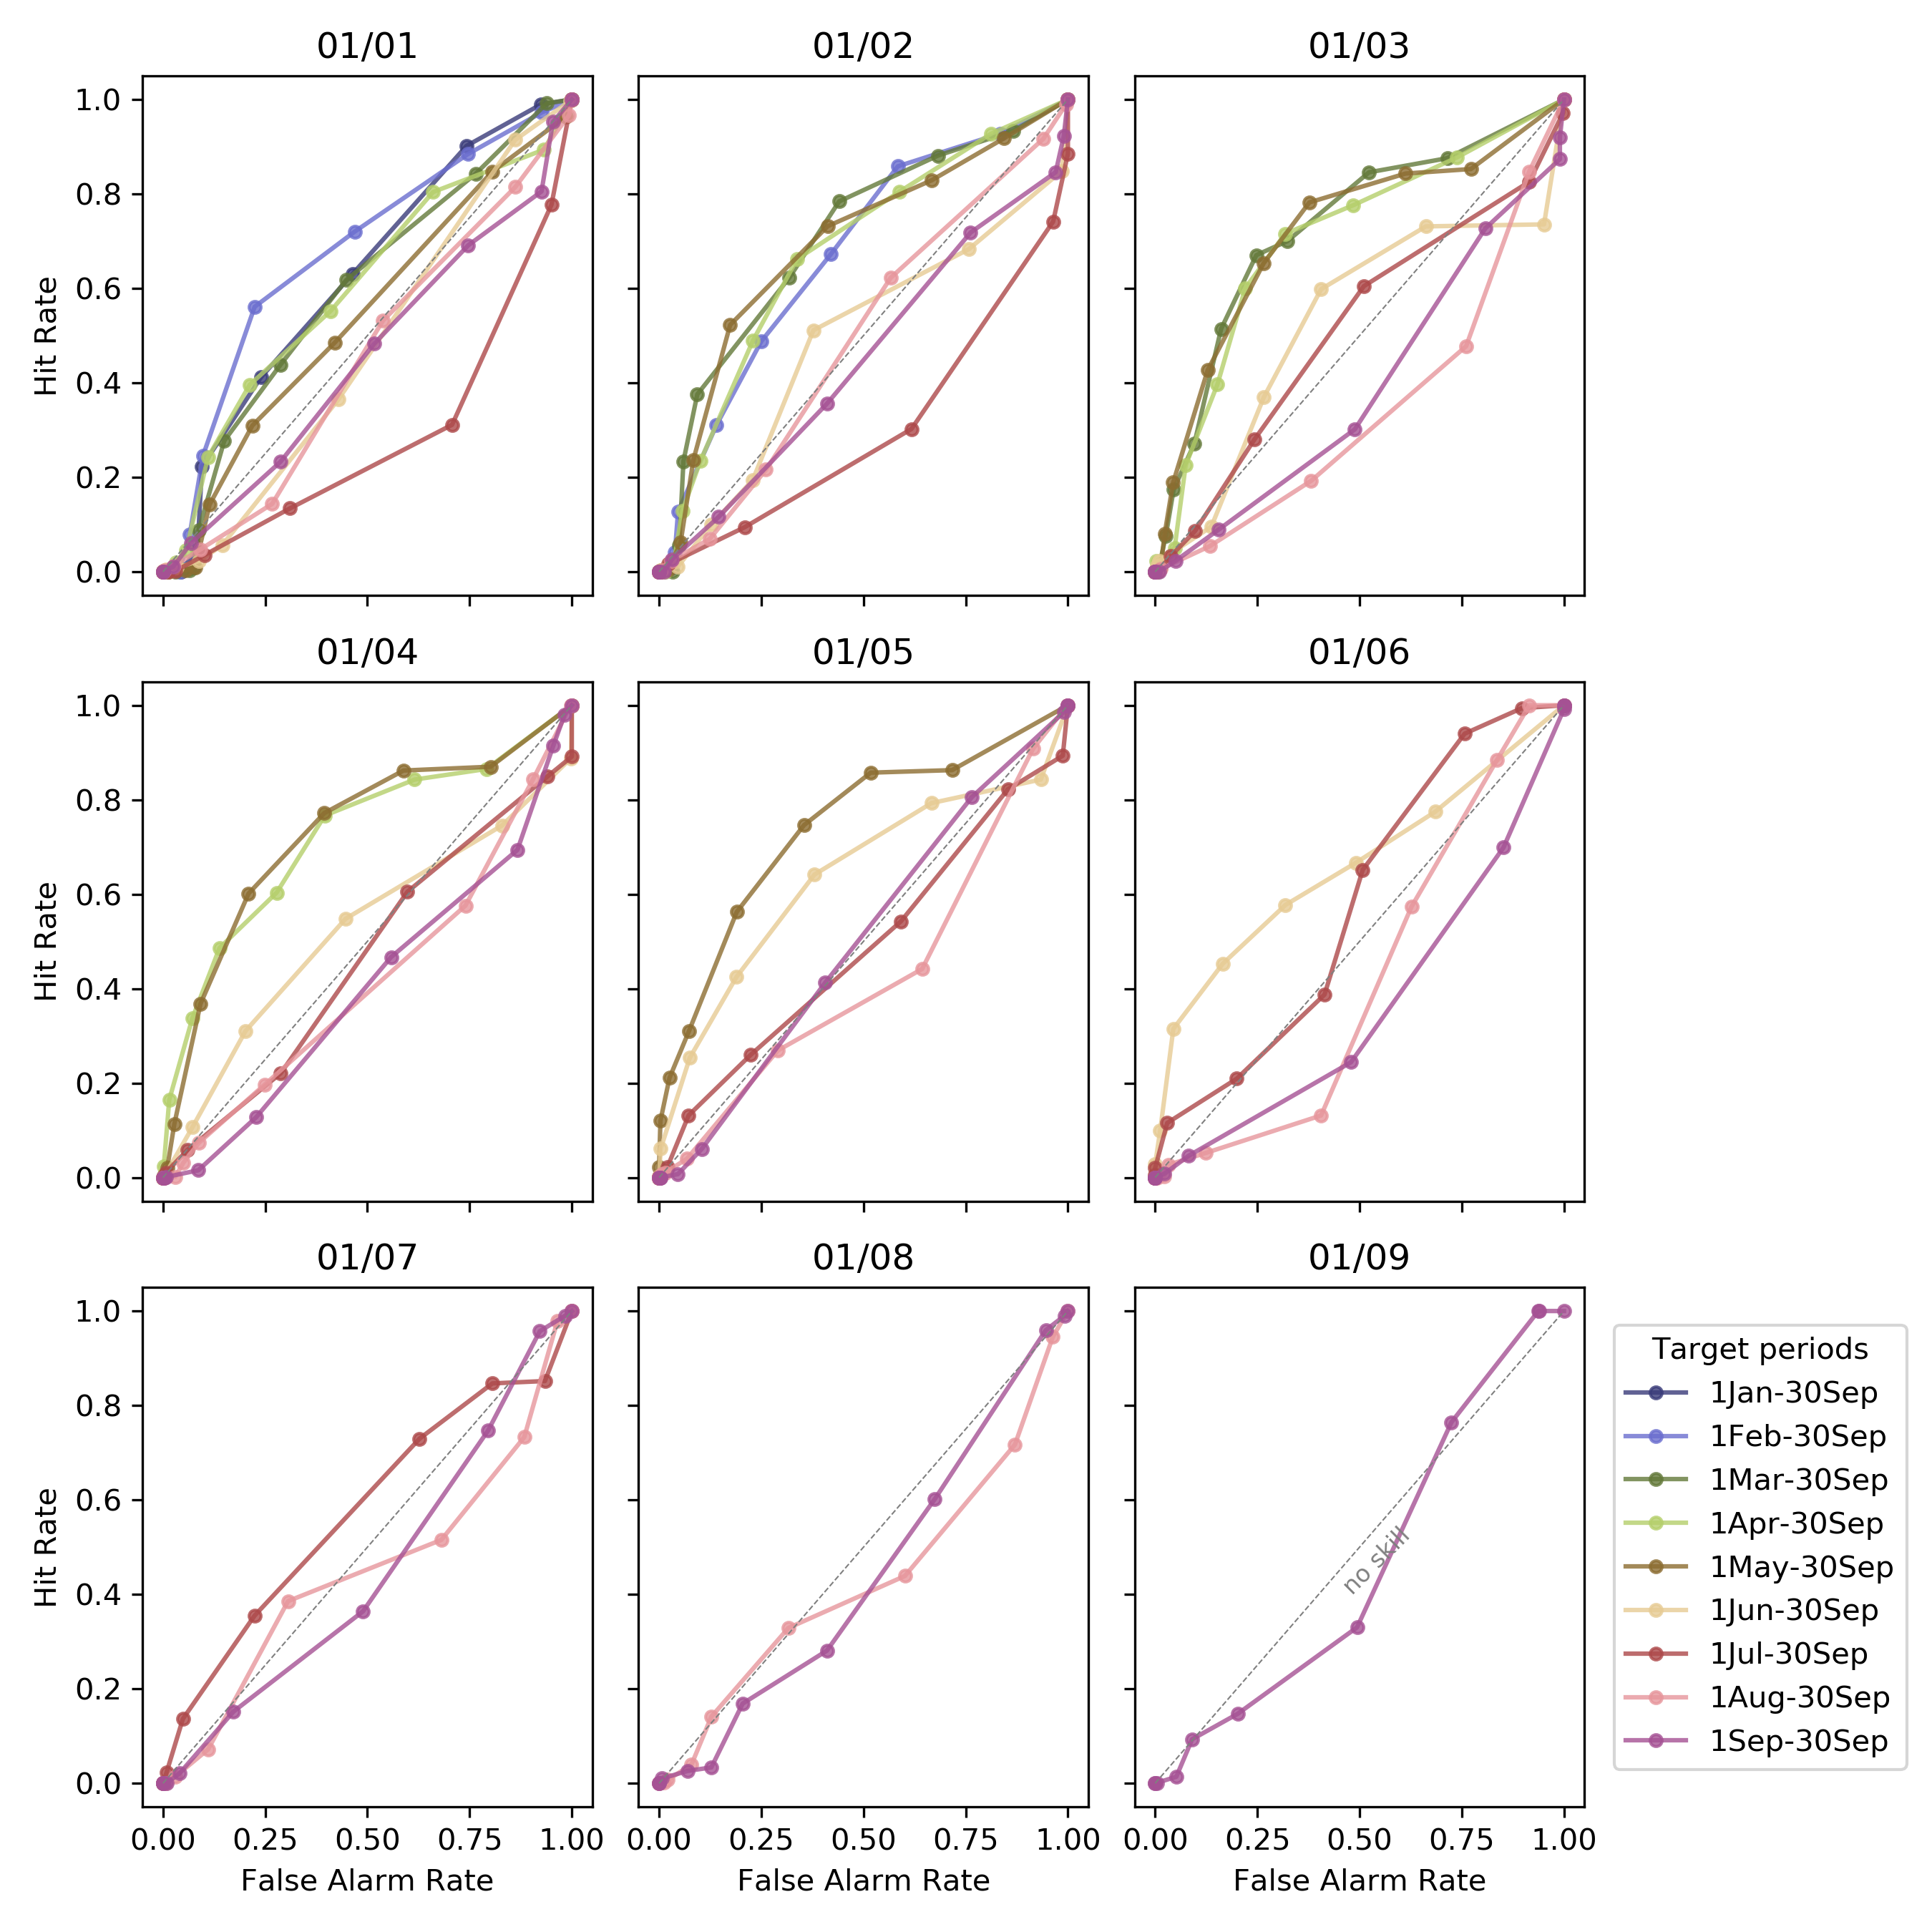 01/01 01/02 01/03
1.0
0.8
0.6
0.4
0.2
0.0
Hit Rate
01/04 01/05 01/06
1.0
0.8
0.6
0.4
0.2
0.0
Hit Rate
01/07 01/08 01/09
1.0
0.8
0.6
0.4
0.2
0.0
Hit Rate
no skill
Target periods
1Jan-30Sep
1Feb-30Sep
1Mar-30Sep
1Apr-30Sep
1May-30Sep
1Jun-30Sep
1Jul-30Sep
1Aug-30Sep
1Sep-30Sep
0.00 0.25 0.50 0.75 1.00 0.00 0.25 0.50 0.75 1.00 0.00 0.25 0.50 0.75 1.00
False Alarm Rate False Alarm Rate False Alarm Rate